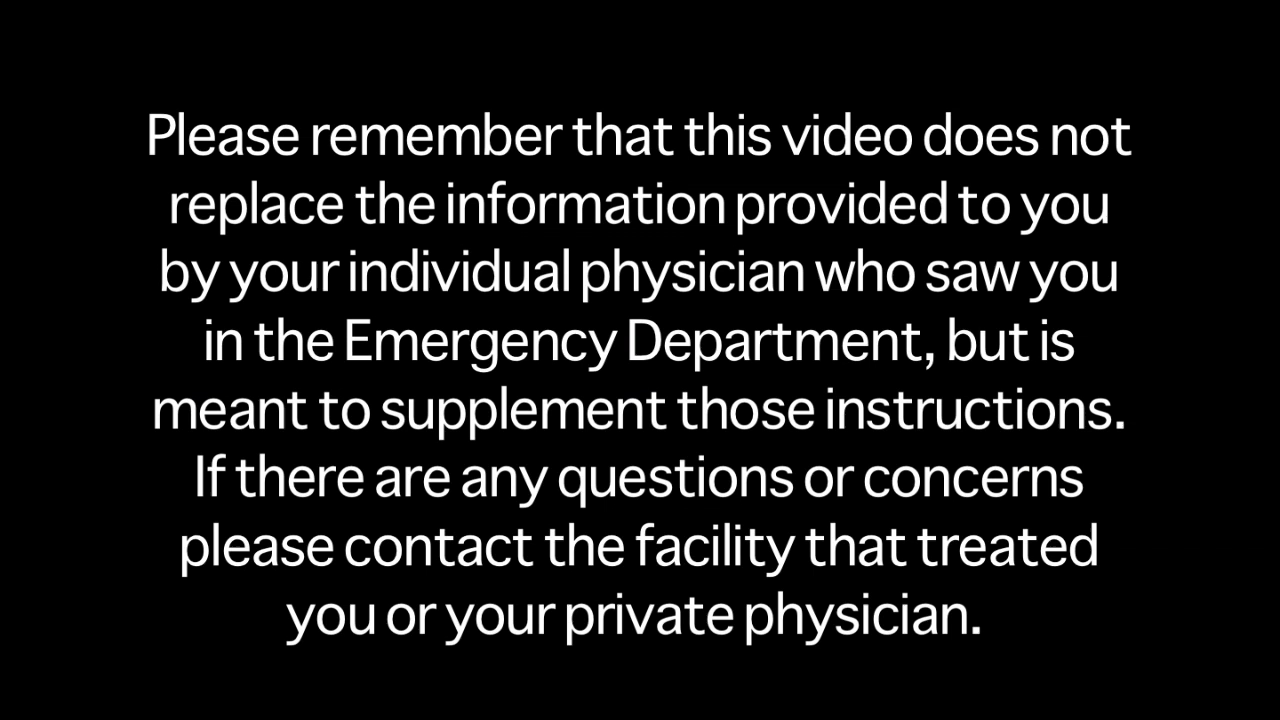 Please remember that this video does not
replace the information provided to you
by your individual physician who saw you
in the Emergency Department, but is
meant to supplement those instructions.
If there are any questions or concerns
please contact the facility that treated
you or your private physician.